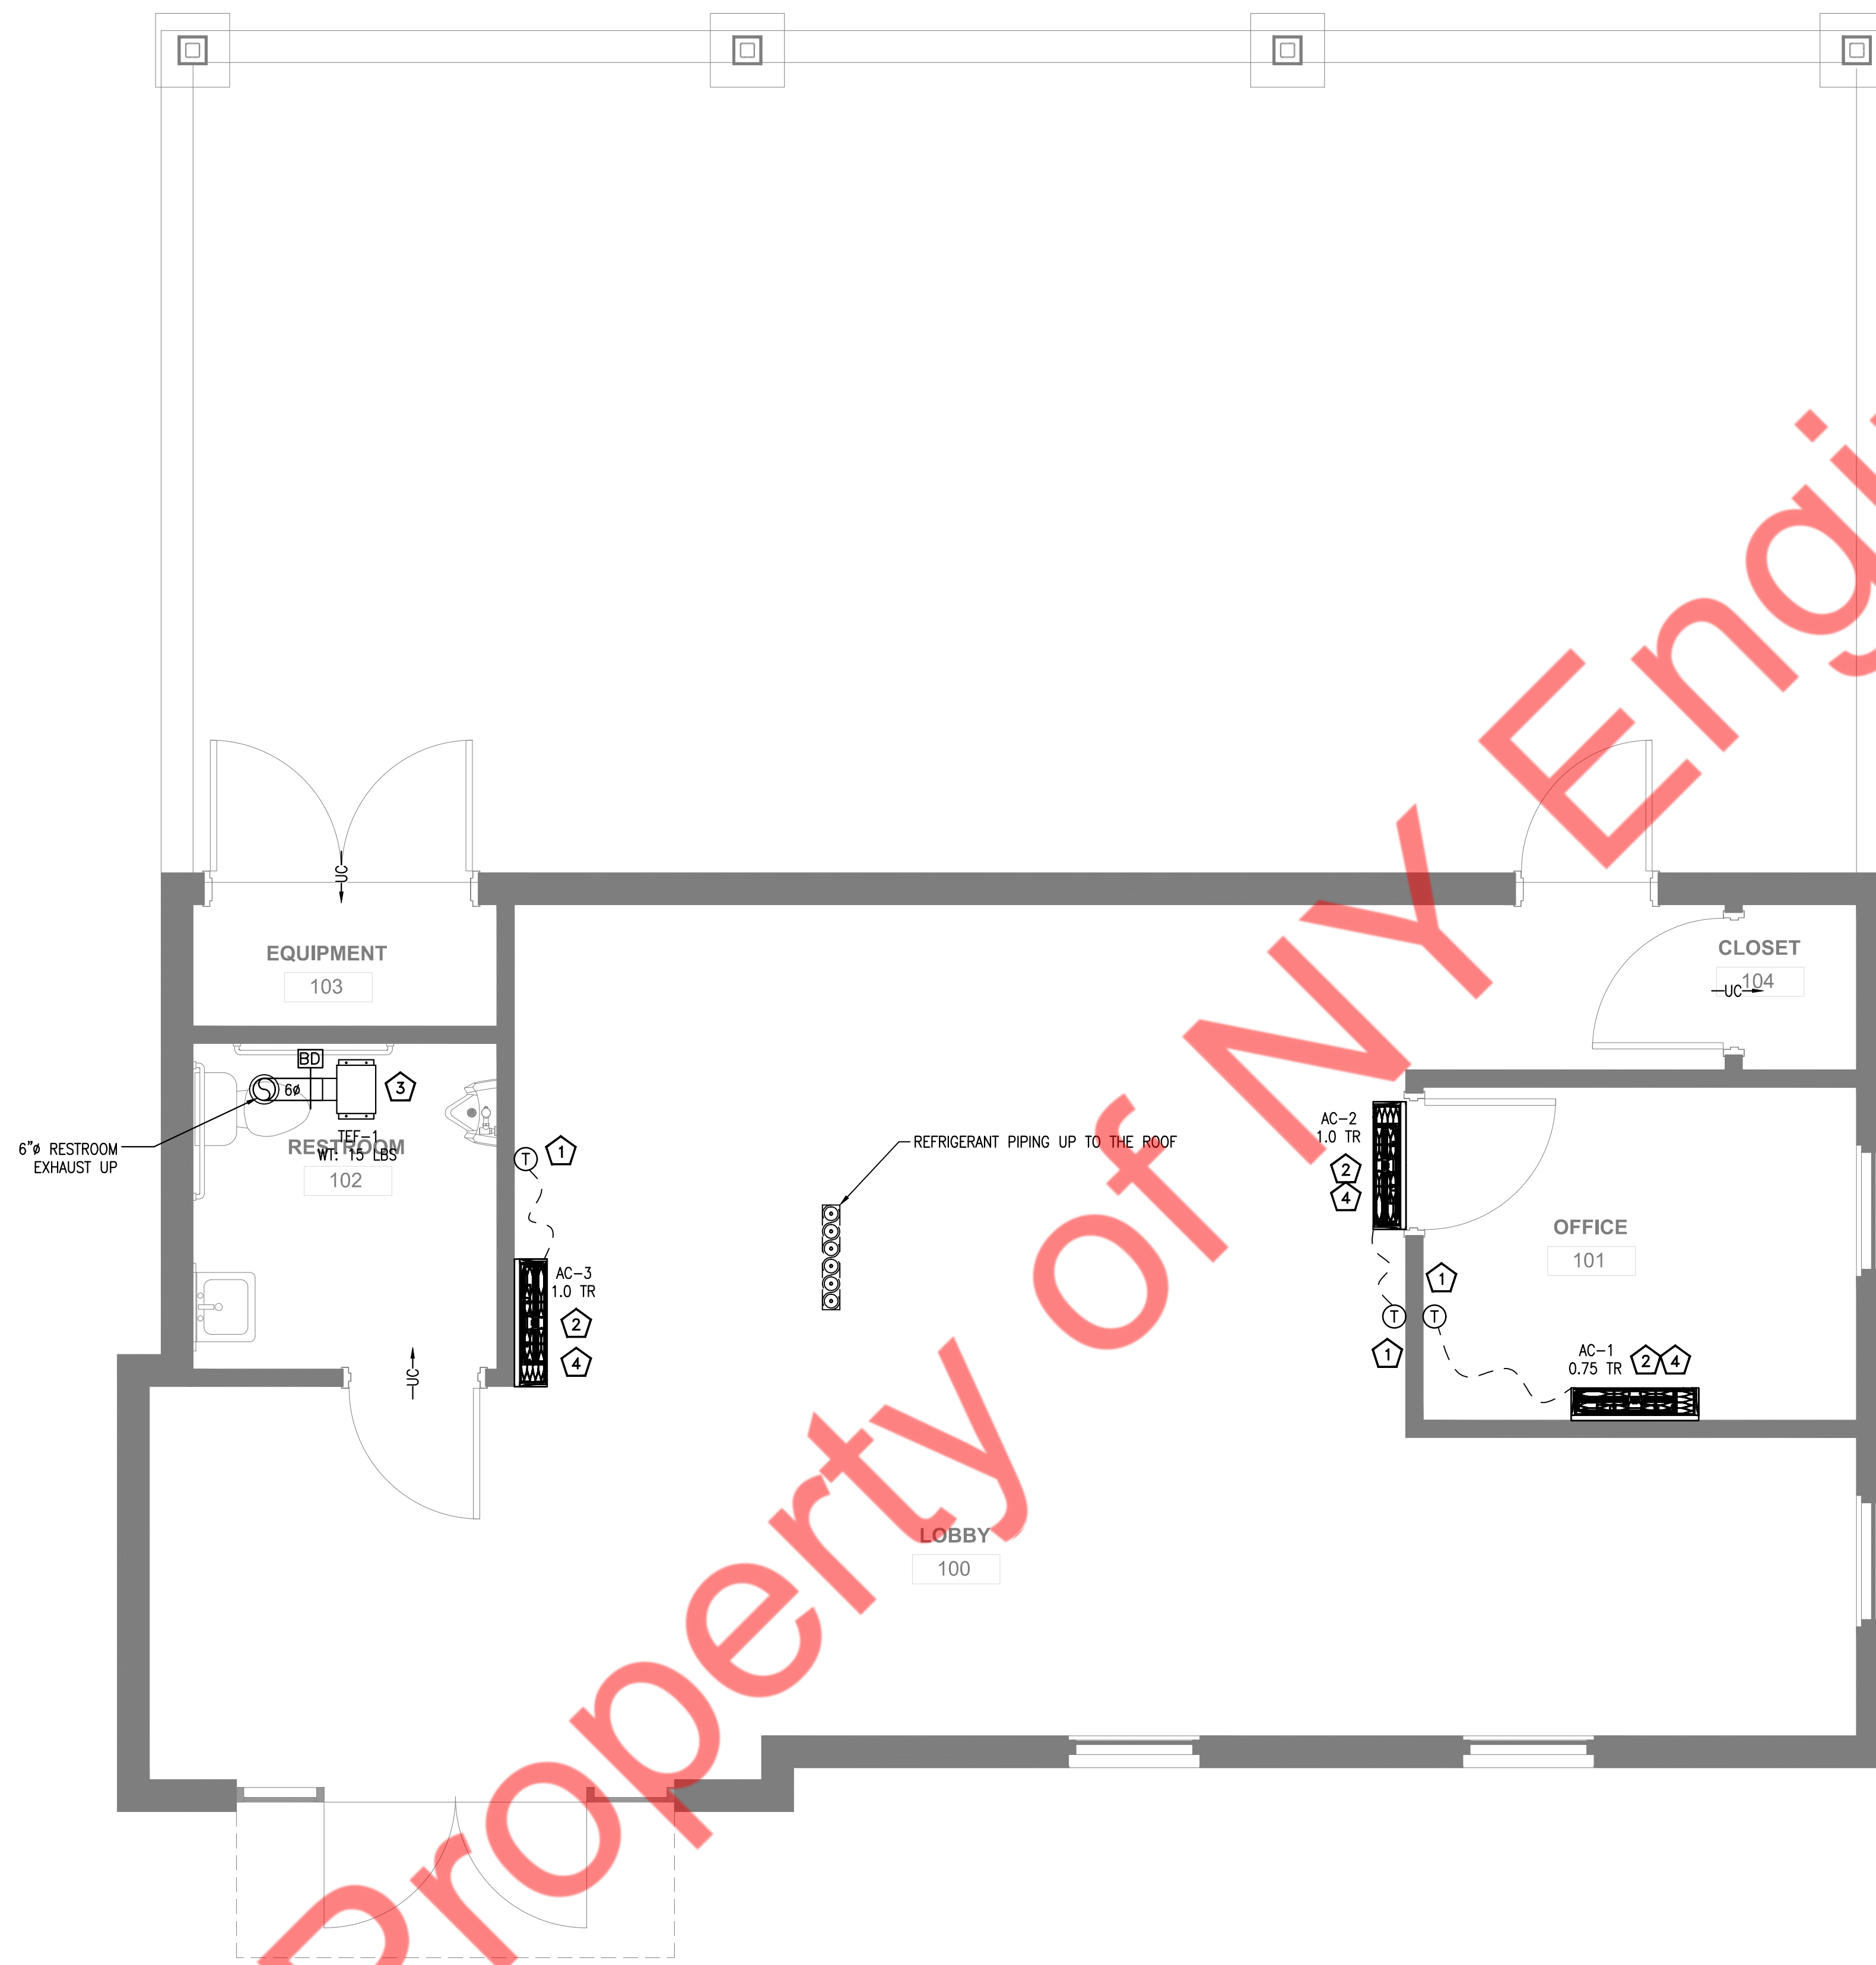 UC
EQUIPMENT
103
CLOSET
104
UC
BD
6ø
3
TEF-1
WT. 15 LBS
RESTROOM
102
6"ø RESTROOM
EXHAUST UP
T
1
REFRIGERANT PIPING UP TO THE ROOF
AC-2
1.0 TR
2
4
OFFICE
101
AC-3
1.0 TR
2
4
1
T
T
1
AC-1
0.75 TR
2
4
UC
LOBBY
100
Property of NY Engi